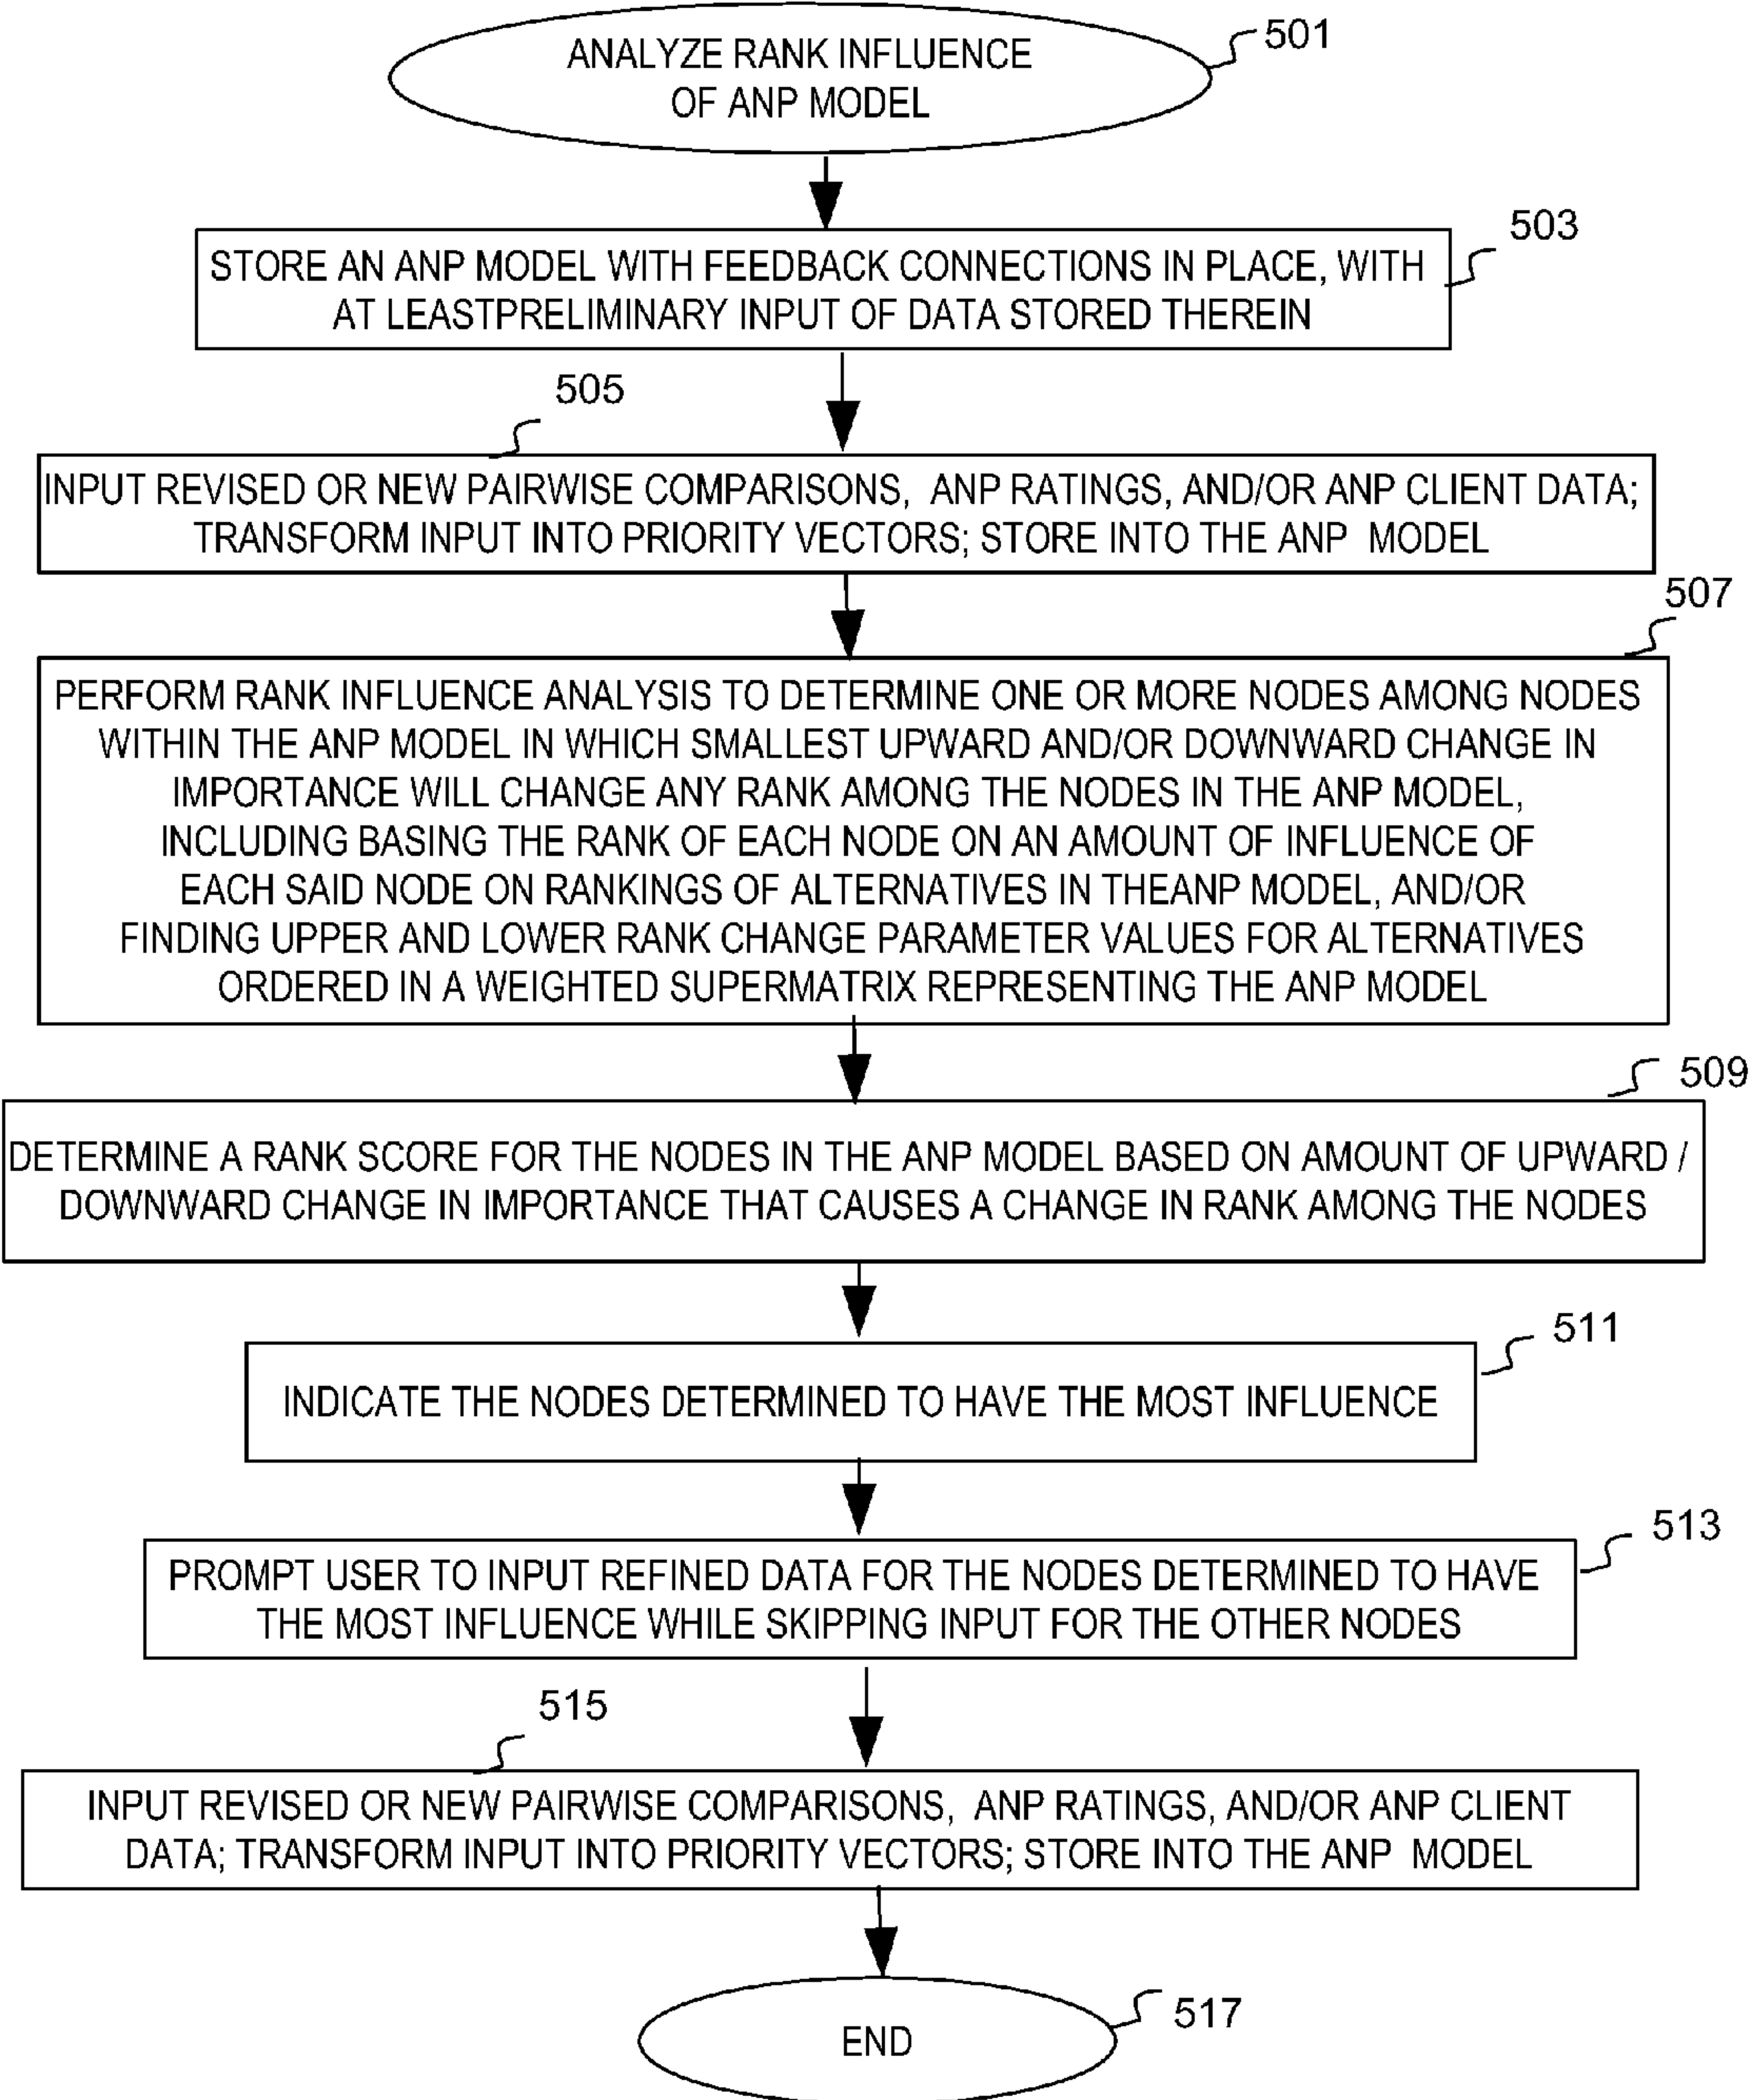 ANALYZE RANK INFLUENCE
OF ANP MODEL
501
503
STORE AN ANP MODEL WITH FEEDBACK CONNECTIONS IN PLACE, WITH
AT LEASTPRELIMINARY INPUT OF DATA STORED THEREIN
505
INPUT REVISED OR NEW PAIRWISE COMPARISONS, ANP RATINGS, AND/OR ANP CLIENT DATA;
TRANSFORM INPUT INTO PRIORITY VECTORS; STORE INTO THE ANP MODEL
507
PERFORM RANK INFLUENCE ANALYSIS TO DETERMINE ONE OR MORE NODES AMONG NODES
WITHIN THE ANP MODEL IN WHICH SMALLEST UPWARD AND/OR DOWNWARD CHANGE IN
IMPORTANCE WILL CHANGE ANY RANK AMONG THE NODES IN THE ANP MODEL,
INCLUDING BASING THE RANK OF EACH NODE ON AN AMOUNT OF INFLUENCE OF
EACH SAID NODE ON RANKINGS OF ALTERNATIVES IN THEANP MODEL, AND/OR
FINDING UPPER AND LOWER RANK CHANGE PARAMETER VALUES FOR ALTERNATIVES
ORDERED IN A WEIGHTED SUPERMATRIX REPRESENTING THE ANP MODEL
509
DETERMINE A RANK SCORE FOR THE NODES IN THE ANP MODEL BASED ON AMOUNT OF UPWARD /
DOWNWARD CHANGE IN IMPORTANCE THAT CAUSES A CHANGE IN RANK AMONG THE NODES
511
INDICATE THE NODES DETERMINED TO HAVE THE MOST INFLUENCE
513
PROMPT USER TO INPUT REFINED DATA FOR THE NODES DETERMINED TO HAVE
THE MOST INFLUENCE WHILE SKIPPING INPUT FOR THE OTHER NODES
515
INPUT REVISED OR NEW PAIRWISE COMPARISONS, ANP RATINGS, AND/OR ANP CLIENT
DATA; TRANSFORM INPUT INTO PRIORITY VECTORS; STORE INTO THE ANP MODEL
END
517